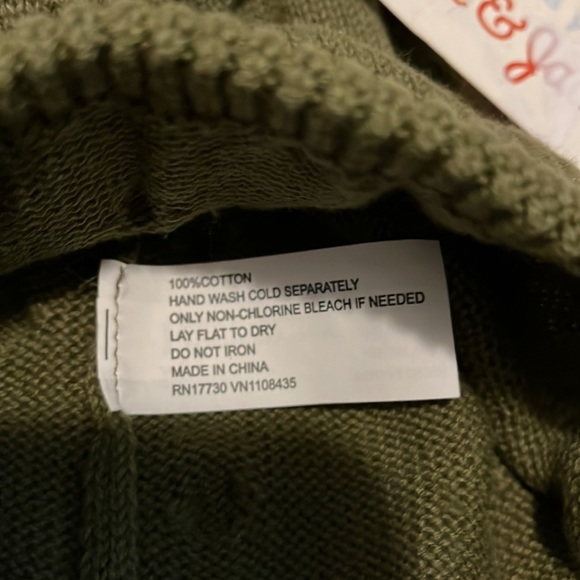 & Ja
100%COTTON
HAND WASH COLD SEPARATELY
ONLY NON-CHLORINE BLEACH IF NEEDED
LAY FLAT TO DRY
DO NOT IRON
MADE IN CHINA
RN17730 VN1108435